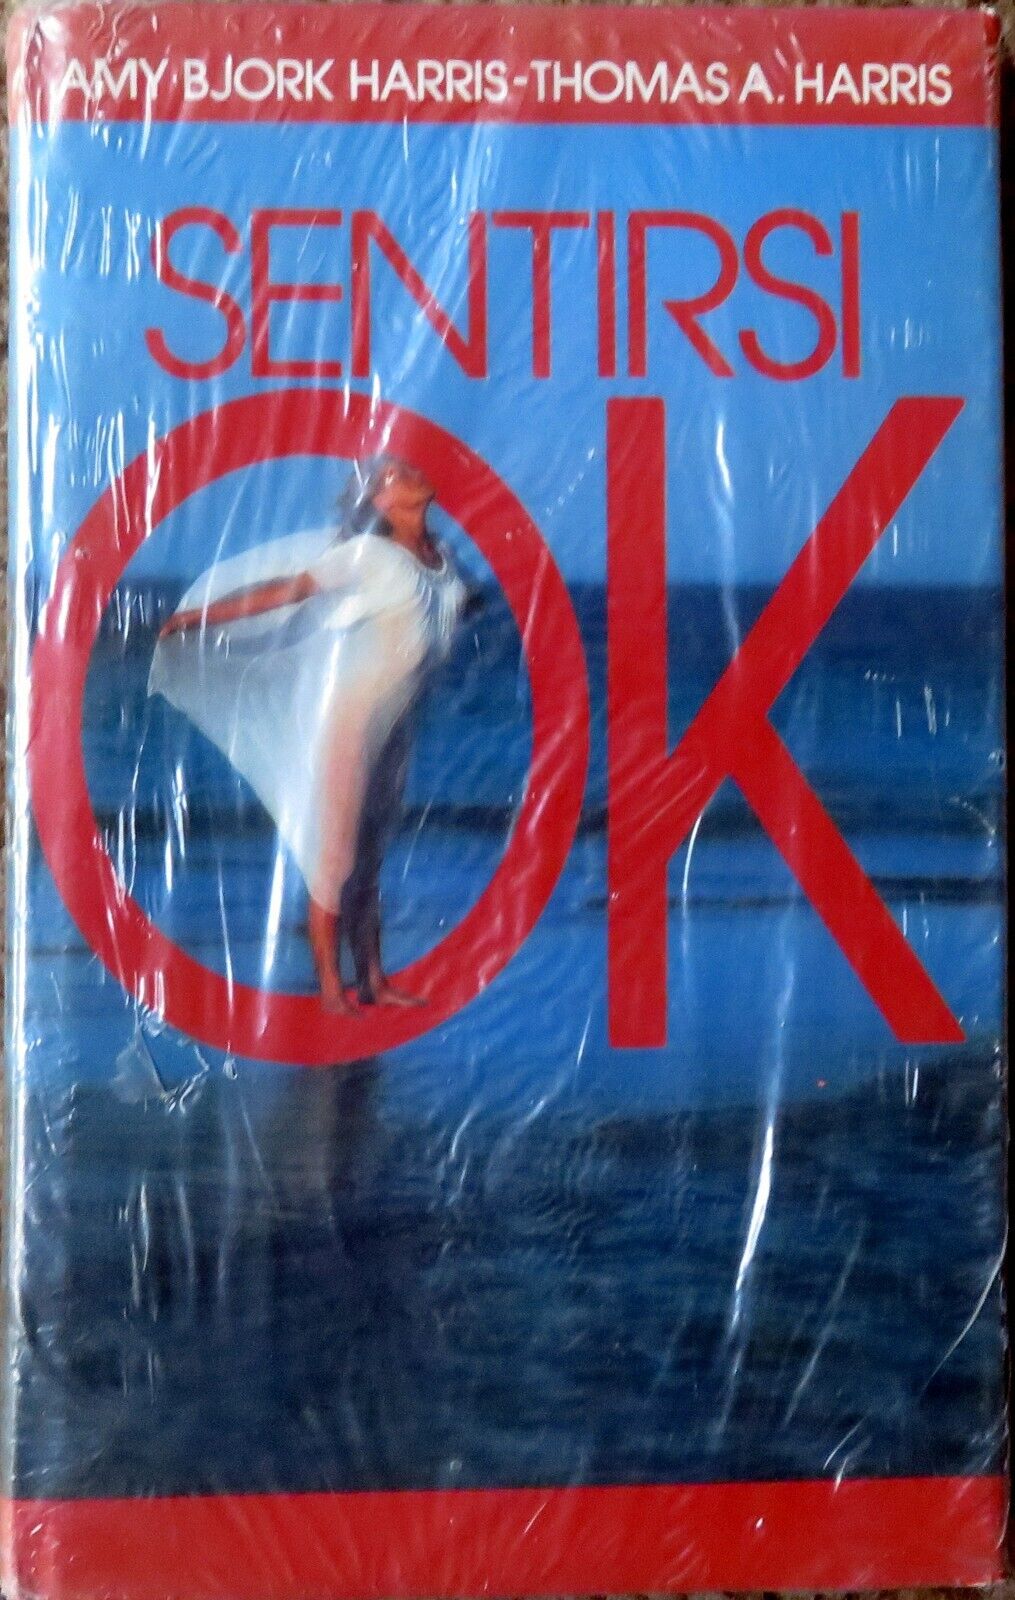 AMY BJORK HARRIS-THOMAS A. HARRIS
SENTIRSI
OK